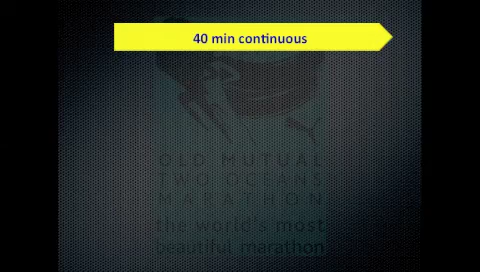 40 min continuous
OLD MUTUAL
TWO OCEANS
MARATHON
the world's most
beautiful marathon